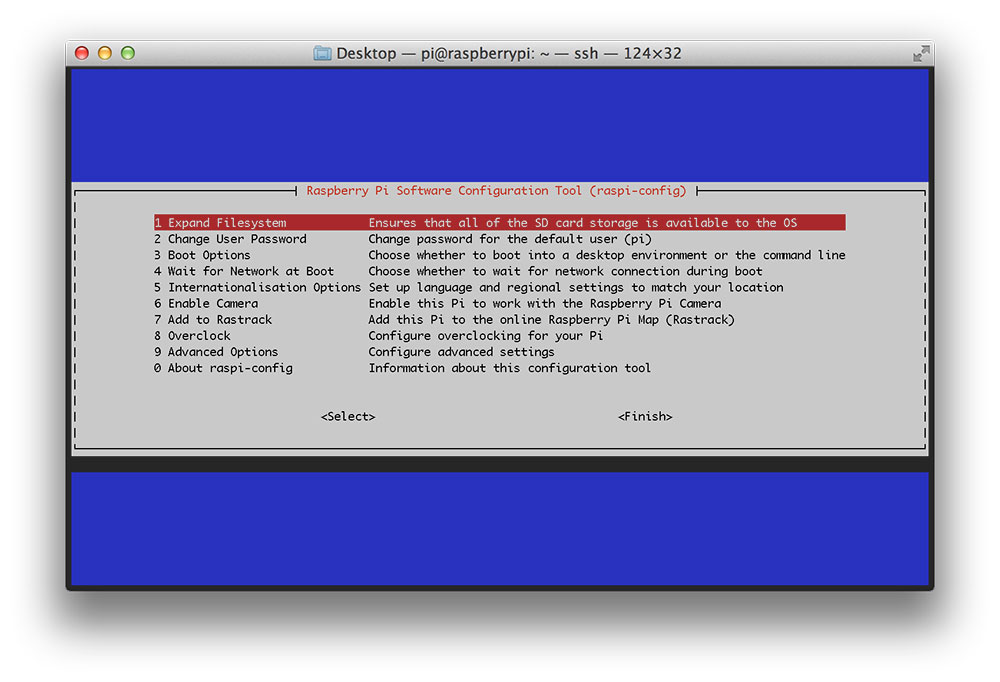 Desktop — pi@raspberrypi: ~ — ssh — 124×32
Raspberry Pi Software Configuration Tool (raspi-config)
1 Expand Filesystem Ensures that all of the SD card storage is available to the OS
2 Change User Password Change password for the default user (pi)
3 Boot Options Choose whether to boot into a desktop environment or the command line
4 Wait for Network at Boot Choose whether to wait for network connection during boot
5 Internationalisation Options Set up language and regional settings to match your location
6 Enable Camera Enable this Pi to work with the Raspberry Pi Camera
7 Add to Rastrack Add this Pi to the online Raspberry Pi Map (Rastrack)
8 Overclock Configure overclocking for your Pi
9 Advanced Options Configure advanced settings
0 About raspi-config Information about this configuration tool
<Select> <Finish>